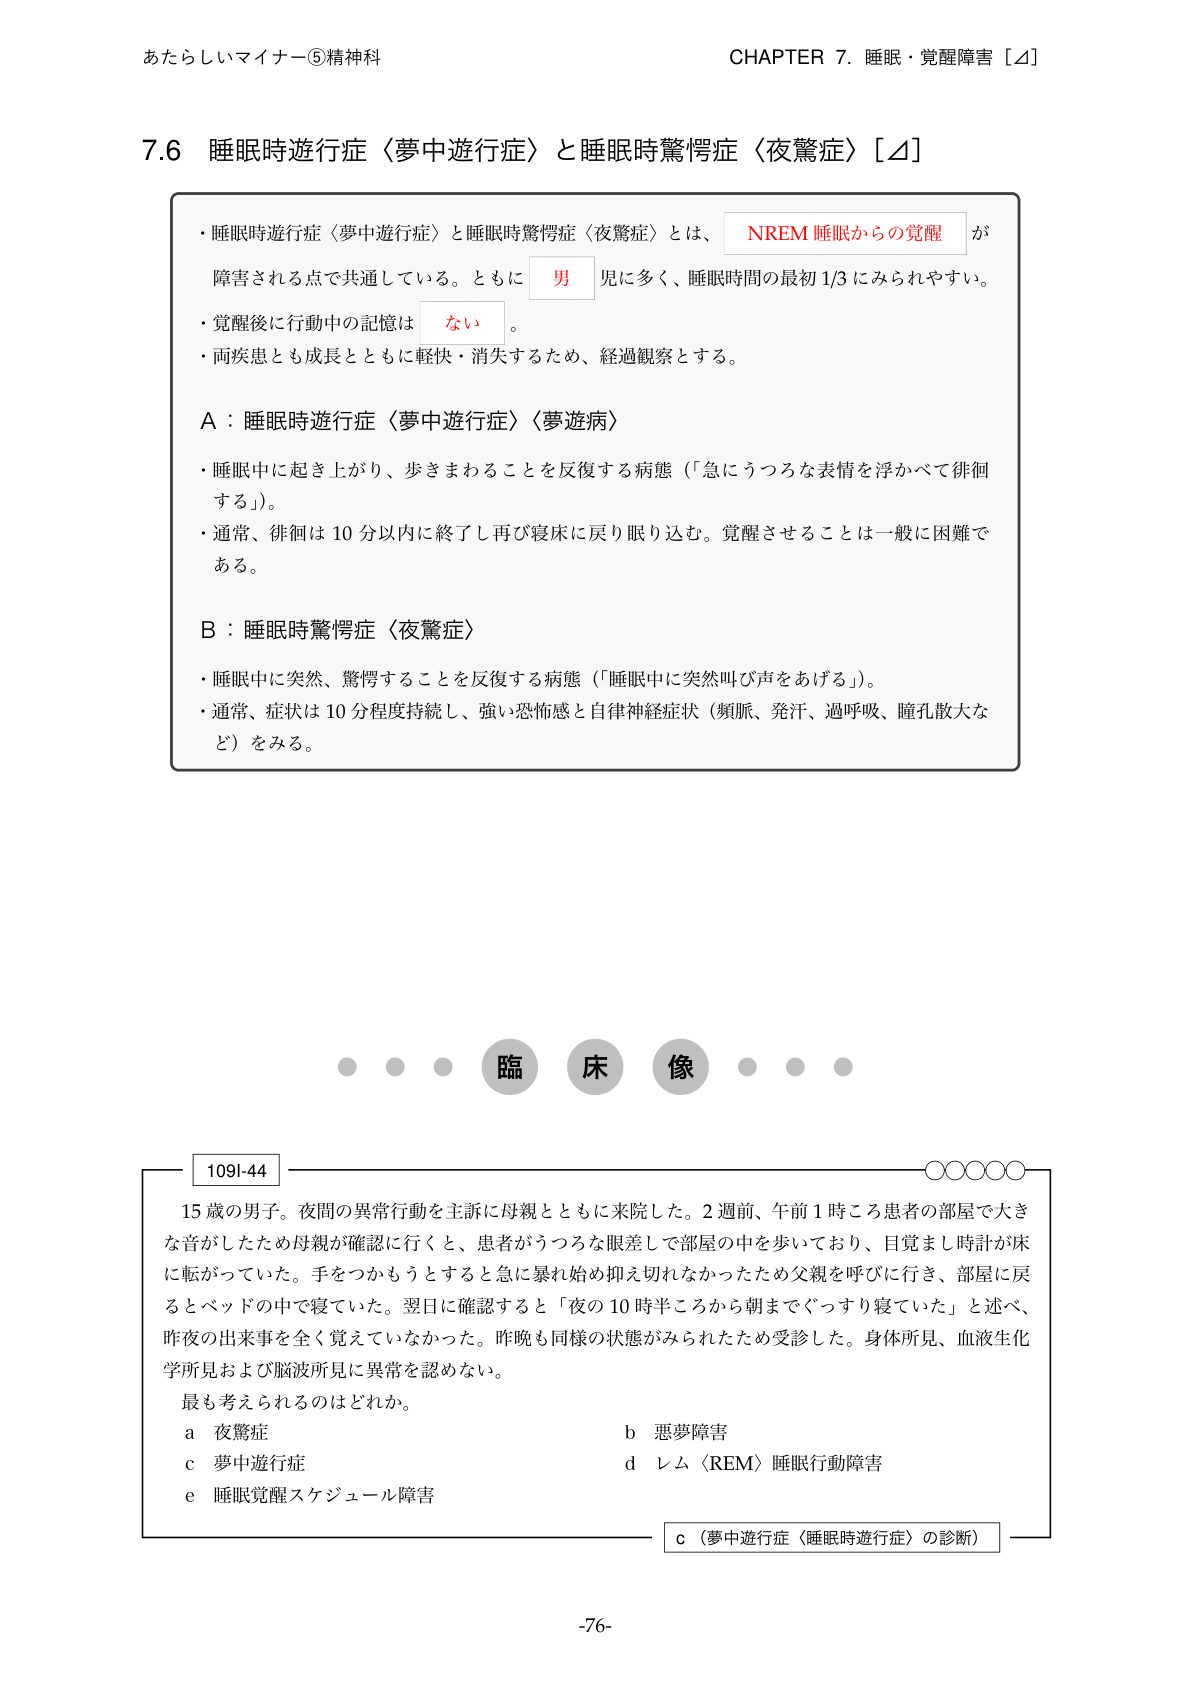 あたらしいマイナー⑤精神科 CHAPTER 7. 睡眠・覚醒障害［⊿］
7.6 睡眠時遊行症〈夢中遊行症〉と睡眠時驚愕症〈夜驚症〉［⊿］
・睡眠時遊行症〈夢中遊行症〉と睡眠時驚愕症〈夜驚症〉とは、 NREM 睡眠からの覚醒 が
障害される点で共通している。ともに 男 児に多く、睡眠時間の最初 1/3 にみられやすい。
・覚醒後に行動中の記憶は ない 。
・両疾患とも成長とともに軽快・消失するため、経過観察とする。
A：睡眠時遊行症〈夢中遊行症〉〈夢遊病〉
・睡眠中に起き上がり、歩きまわることを反復する病態（「急にうつろな表情を浮かべて徘徊
する」）。
・通常、徘徊は 10 分以内に終了し再び寝床に戻り眠り込む。覚醒させることは一般に困難で
ある。
B：睡眠時驚愕症〈夜驚症〉
・睡眠中に突然、驚愕することを反復する病態（「睡眠中に突然叫び声をあげる」）。
・通常、症状は 10 分程度持続し、強い恐怖感と自律神経症状（頻脈、発汗、過呼吸、瞳孔散大な
ど）をみる。
臨 床 像
109I-44
15 歳の男子。夜間の異常行動を主訴に母親とともに来院した。2 週前、午前 1 時ころ患者の部屋で大き
な音がしたため母親が確認に行くと、患者がうつろな眼差しで部屋の中を歩いており、目覚まし時計が床
に転がっていた。手をつかもうとすると急に暴れ始め抑え切れなかったため父親を呼びに行き、部屋に戻
るとベッドの中で寝ていた。翌日に確認すると「夜の 10 時半ころから朝までぐっすり寝ていた」と述べ、
昨夜の出来事を全く覚えていなかった。昨晩も同様の状態がみられたため受診した。身体所見、血液生化
学所見および脳波所見に異常を認めない。
最も考えられるのはどれか。
a 夜驚症 b 悪夢障害
c 夢中遊行症 d レム〈REM〉睡眠行動障害
e 睡眠覚醒スケジュール障害
c（夢中遊行症〈睡眠時遊行症〉の診断）
-76-